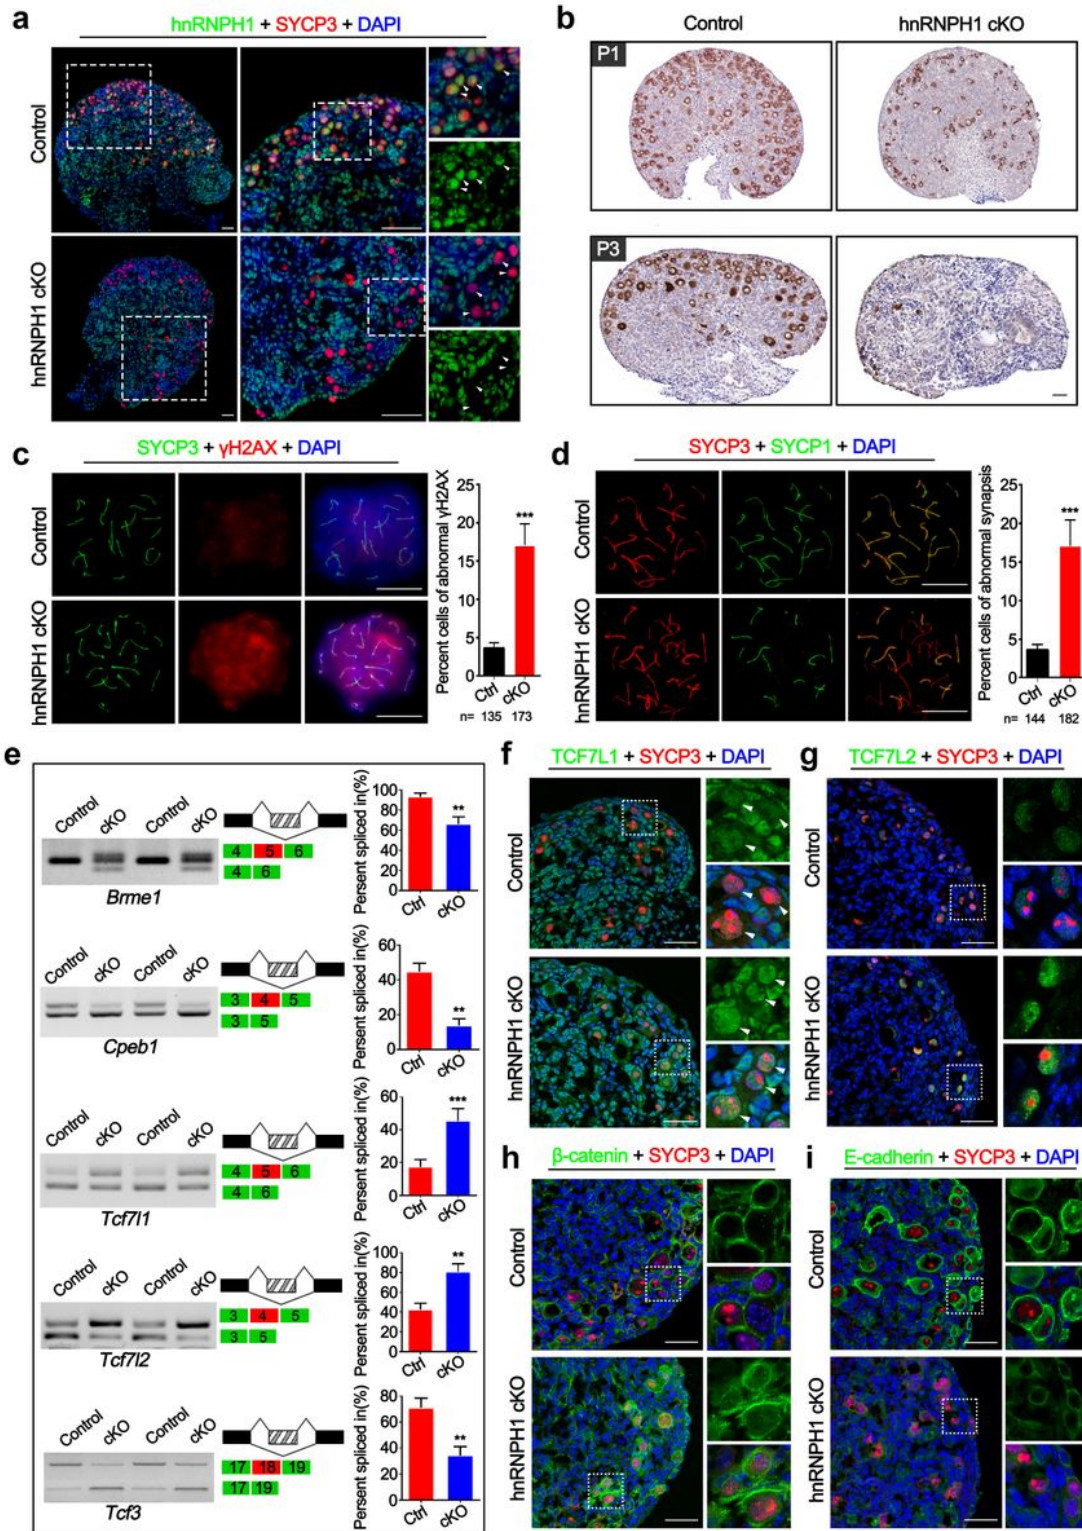 a
hnRNPH1 + SYCP3 + DAPI
Control
hnRNPH1 cKO
b
Control
hnRNPH1 cKO
P1
P3
c
SYCP3 + γH2AX + DAPI
Control
hnRNPH1 cKO
Percent cells of abnormal γH2AX
25
20
15
10
5
0
***
Ctrl
cKO
n= 135 173
d
SYCP3 + SYCP1 + DAPI
Control
hnRNPH1 cKO
Percent cells of abnormal synapsis
25
20
15
10
5
0
***
Ctrl
cKO
n= 144 182
e
Control cKO Control cKO
4 5 6
4 6
Brme1
Percent spliced in(%)
100
80
60
40
20
0
**
Ctrl cKO
Control cKO Control cKO
3 4 5
3 5
Cpeb1
Percent spliced in(%)
60
40
20
0
**
Ctrl cKO
Control cKO Control cKO
4 5 6
4 6
Tcf7l1
Percent spliced in(%)
60
40
20
0
***
Ctrl cKO
Control cKO Control cKO
3 4 5
3 5
Tcf7l2
Percent spliced in(%)
100
80
60
40
20
0
**
Ctrl cKO
Control cKO Control cKO
17 18 19
17 19
Tcf3
Percent spliced in(%)
80
60
40
20
0
**
Ctrl cKO
f
TCF7L1 + SYCP3 + DAPI
Control
hnRNPH1 cKO
g
TCF7L2 + SYCP3 + DAPI
Control
hnRNPH1 cKO
h
β-catenin + SYCP3 + DAPI
Control
hnRNPH1 cKO
i
E-cadherin + SYCP3 + DAPI
Control
hnRNPH1 cKO